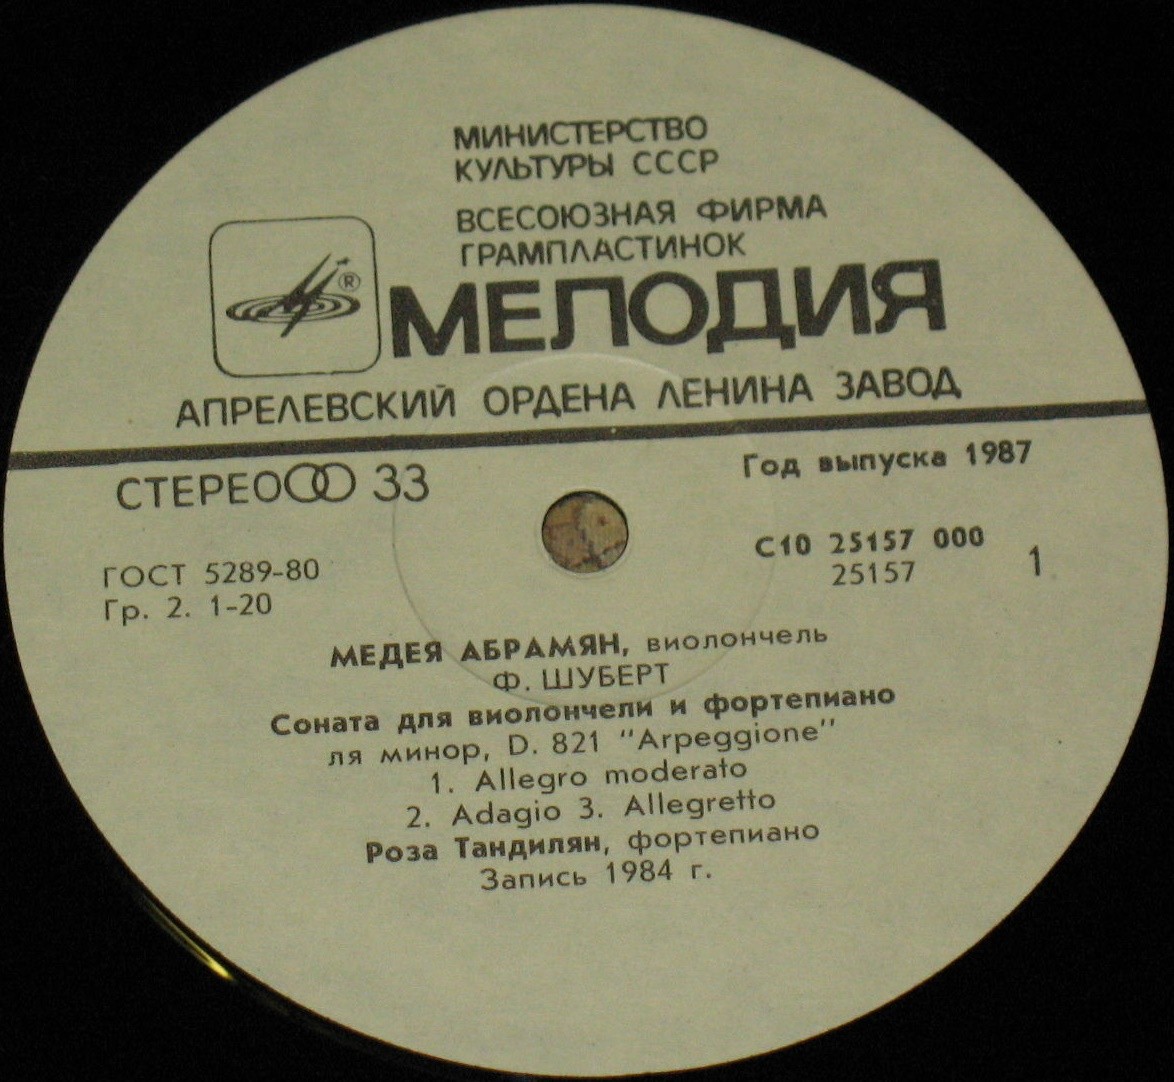 МИНИСТЕРСТВО
КУЛЬТУРЫ СССР
ВСЕСОЮЗНАЯ ФИРМА
ГРАМПЛАСТИНОК
®
МЕЛОДИЯ
АПРЕЛЕВСКИЙ ОРДЕНА ЛЕНИНА ЗАВОД
СТЕРЕО 33
Год выпуска 1987
ГОСТ 5289-80
Гр. 2. 1-20
С10 25157 000
25157
1
МЕДЕЯ АБРАМЯН, виолончель
Ф. ШУБЕРТ
Соната для виолончели и фортепиано
ля минор, D. 821 "Arpeggione"
1. Allegro moderato
2. Adagio 3. Allegretto
Роза Тандилян, фортепиано
Запись 1984 г.